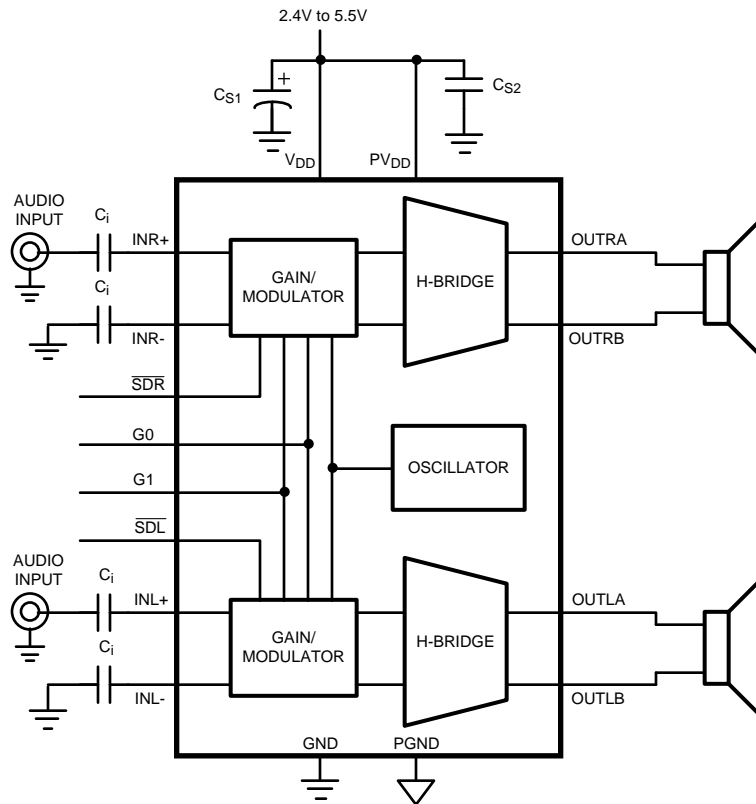 2.4V to 5.5V
+
CS1
CS2
VDD
PVDD
AUDIO
INPUT
Ci
INR+
GAIN/
MODULATOR
H-BRIDGE
OUTRA
Ci
INR-
OUTRB
SDR
G0
G1
OSCILLATOR
SDL
AUDIO
INPUT
Ci
INL+
GAIN/
MODULATOR
H-BRIDGE
OUTLA
Ci
INL-
OUTLB
GND
PGND